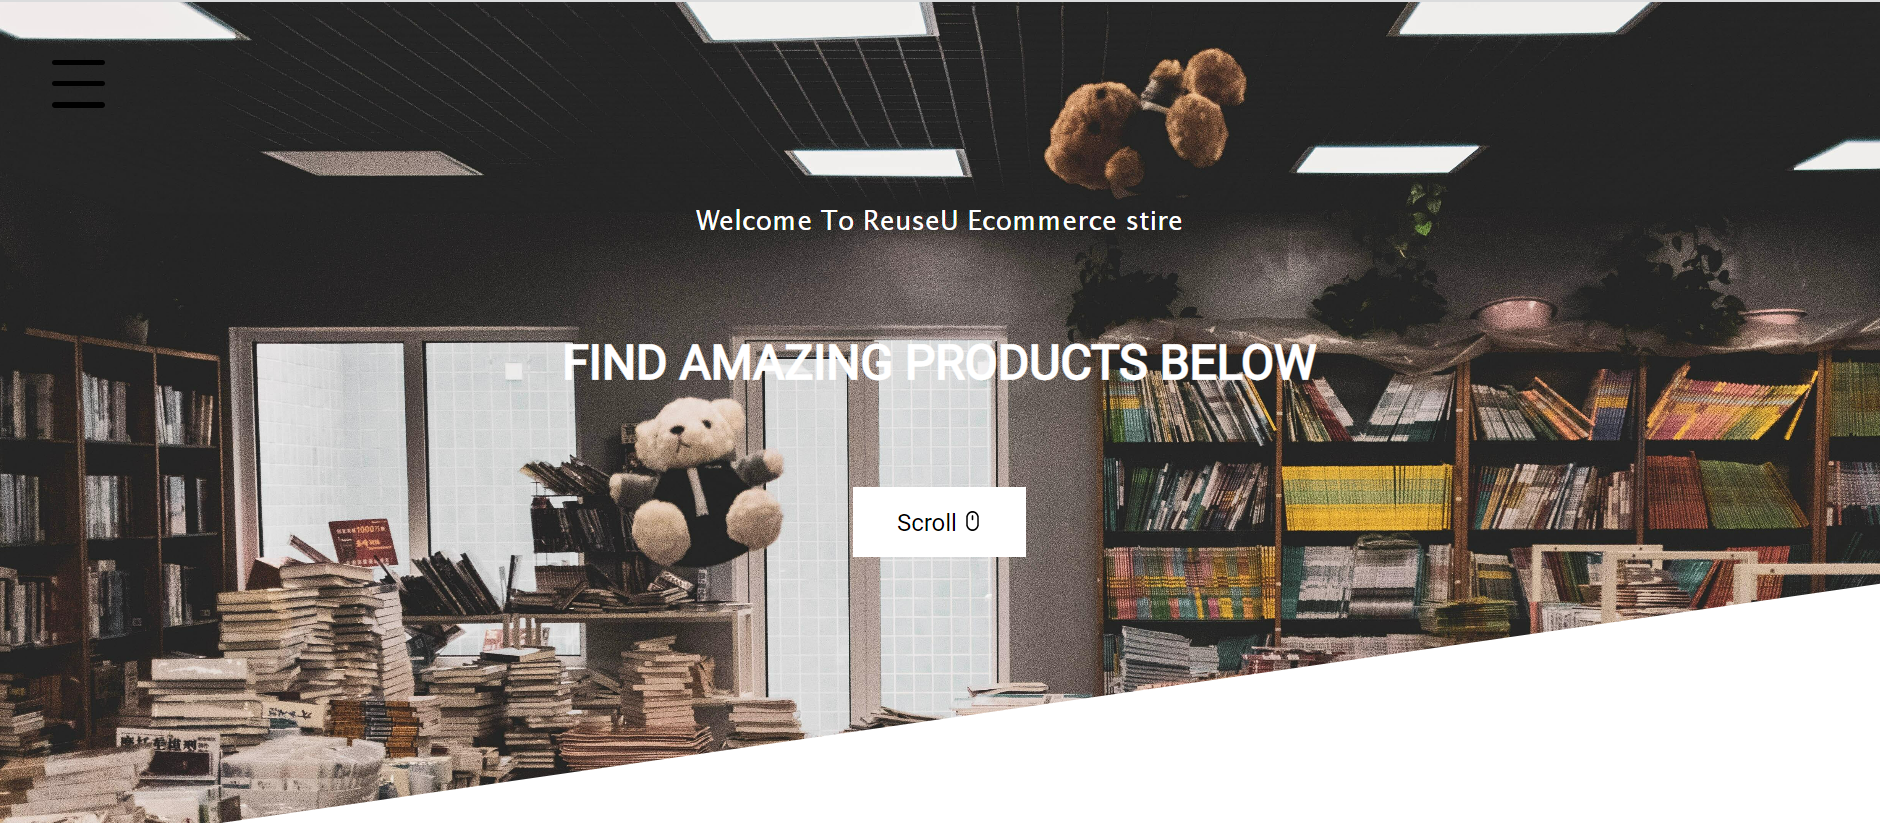 Welcome To ReuseU Ecommerce stire
FIND AMAZING PRODUCTS BELOW
Scroll